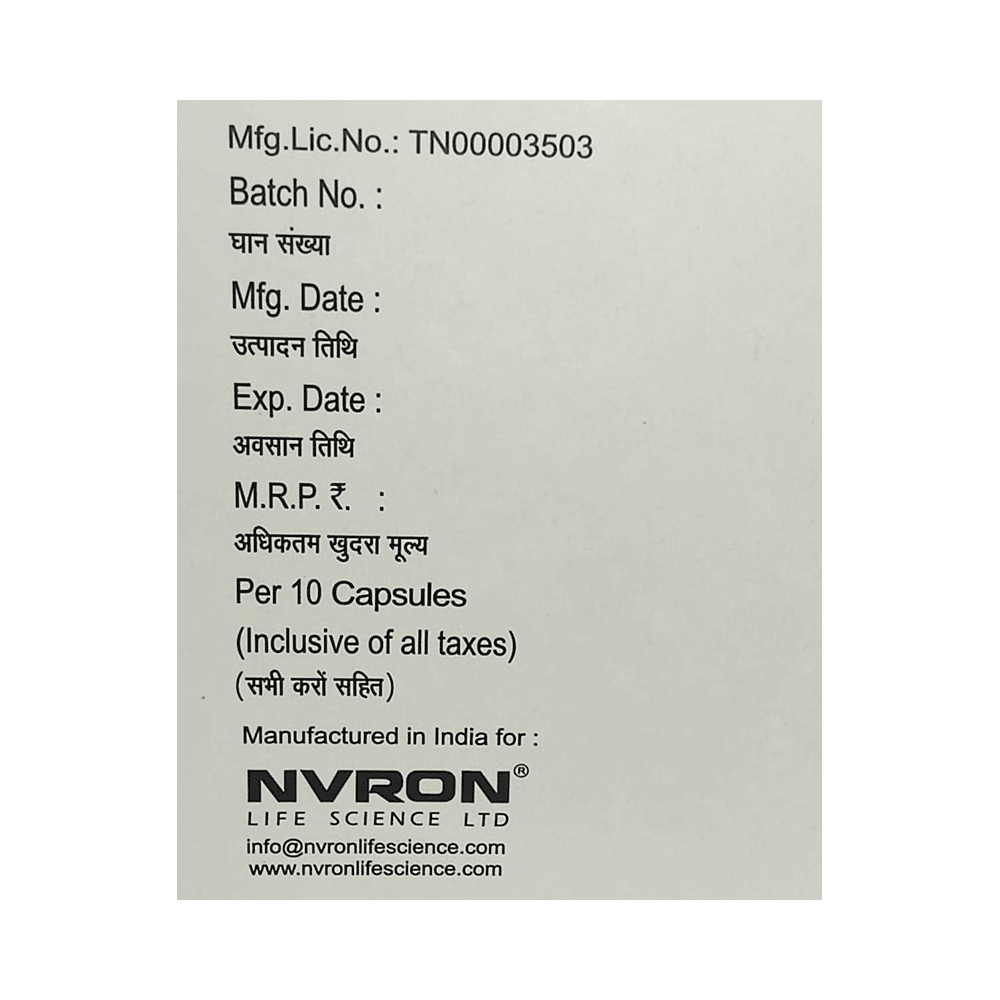 Mfg.Lic.No.: TN00003503
Batch No. :
घान संख्या
Mfg. Date :
उत्पादन तिथि
Exp. Date :
अवसान तिथि
M.R.P. ₹. :
अधिकतम खुदरा मूल्य
Per 10 Capsules
(Inclusive of all taxes)
(सभी करों सहित)
Manufactured in India for :
NVRON®
LIFE SCIENCE LTD
info@nvronlifescience.com
www.nvronlifescience.com